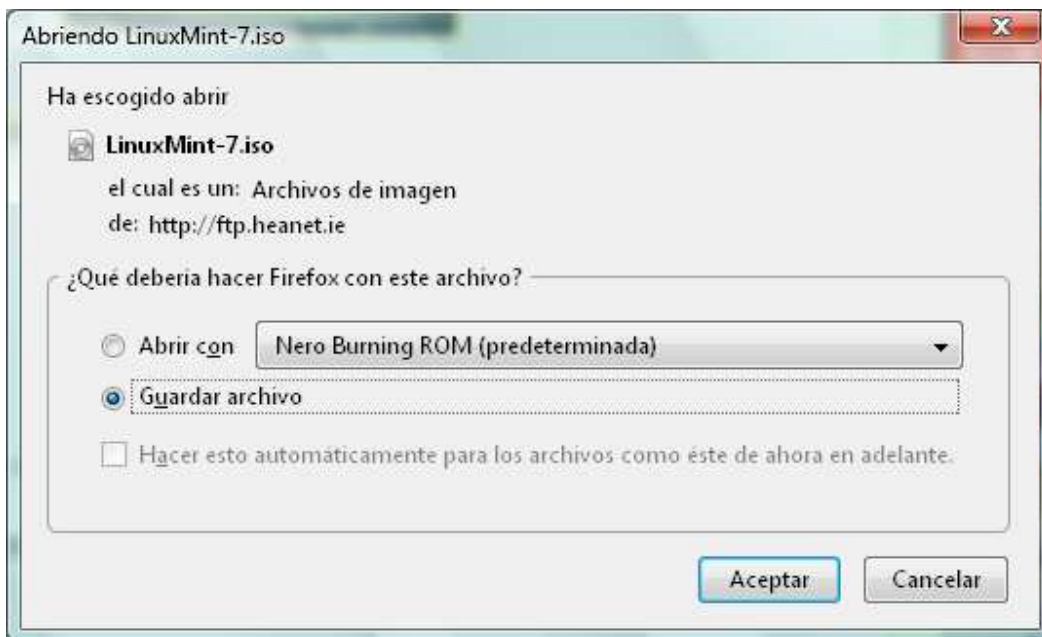 Abriendo LinuxMint-7.iso
Ha escogido abrir
LinuxMint-7.iso
el cual es un: Archivos de imagen
de: http://ftp.heanet.ie
¿Qué debería hacer Firefox con este archivo?
Abrir con Nero Burning ROM (predeterminada)
Guardar archivo
Hacer esto automáticamente para los archivos como éste de ahora en adelante.
Aceptar Cancelar